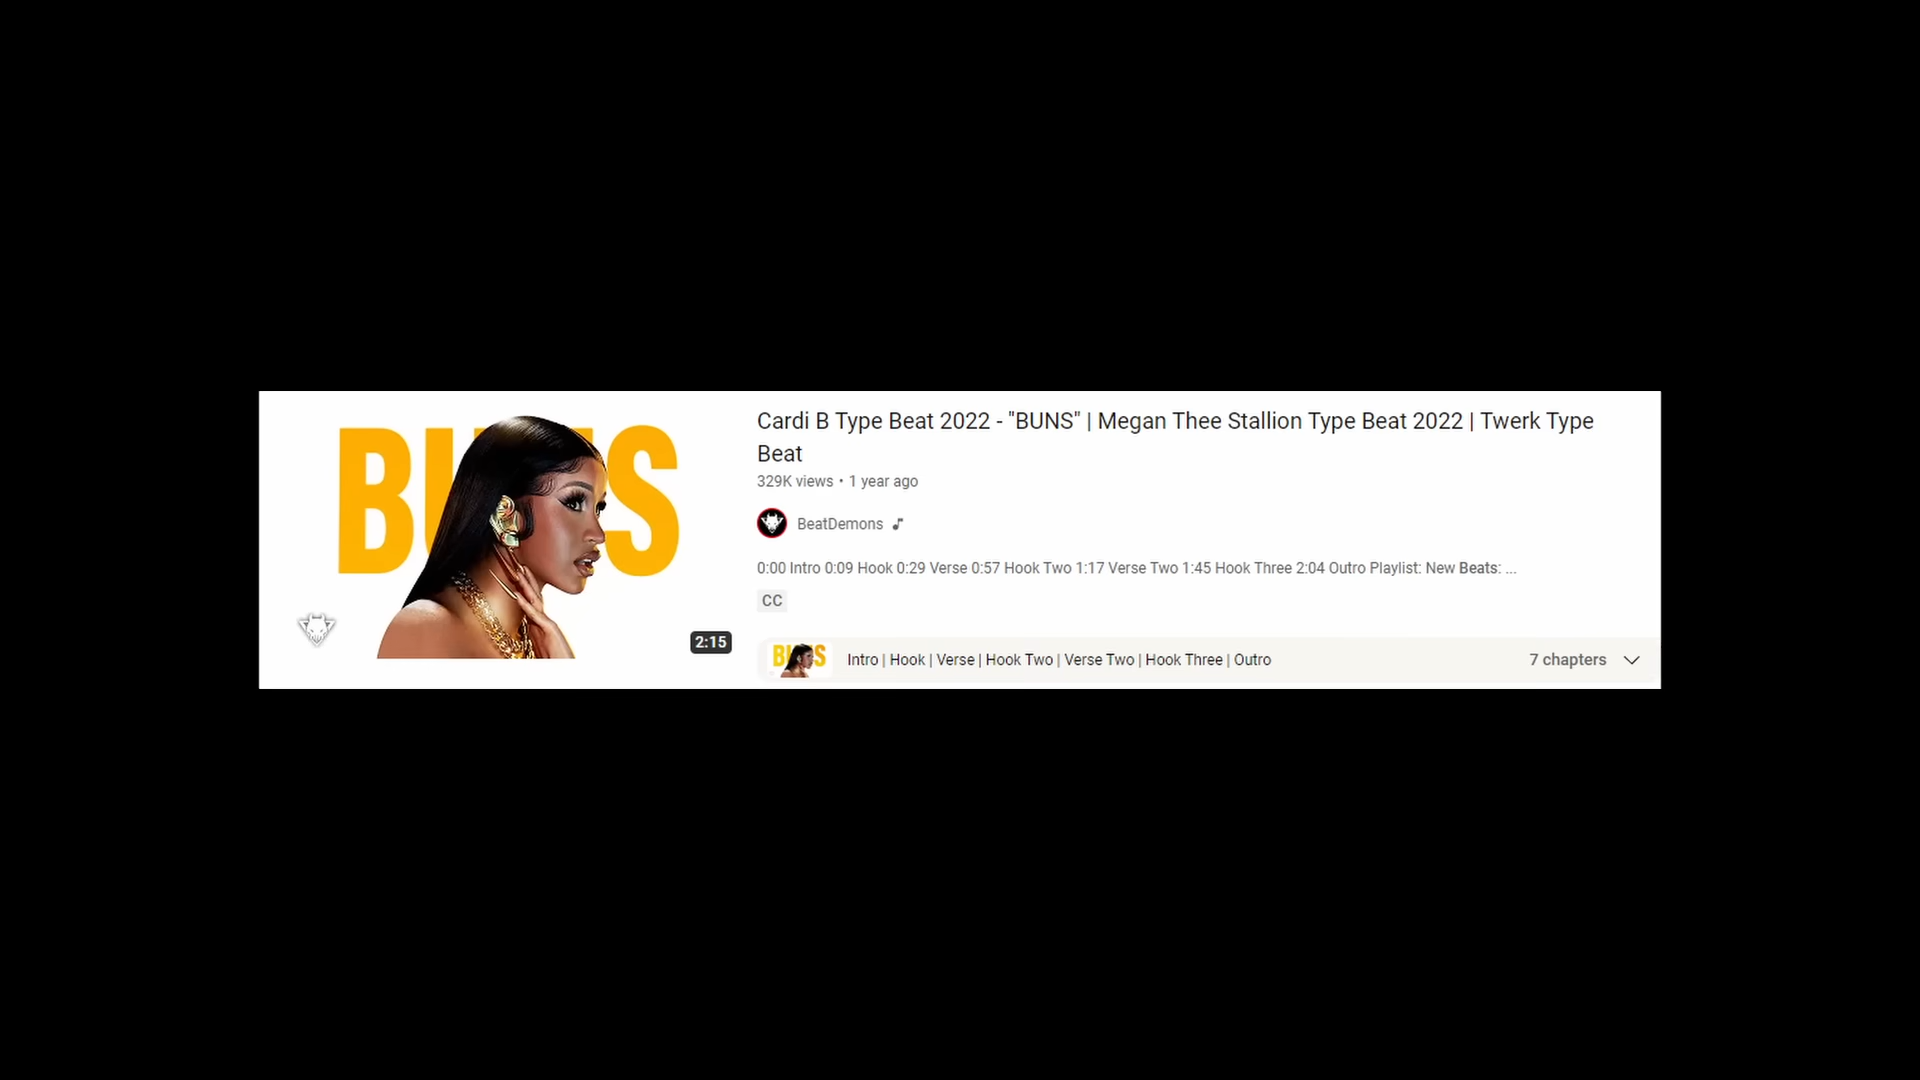 BUNS
2:15
Cardi B Type Beat 2022 - "BUNS" | Megan Thee Stallion Type Beat 2022 | Twerk Type
Beat
329K views • 1 year ago
BeatDemons
0:00 Intro 0:09 Hook 0:29 Verse 0:57 Hook Two 1:17 Verse Two 1:45 Hook Three 2:04 Outro Playlist: New Beats: ...
CC
BUNS
Intro | Hook | Verse | Hook Two | Verse Two | Hook Three | Outro
7 chapters